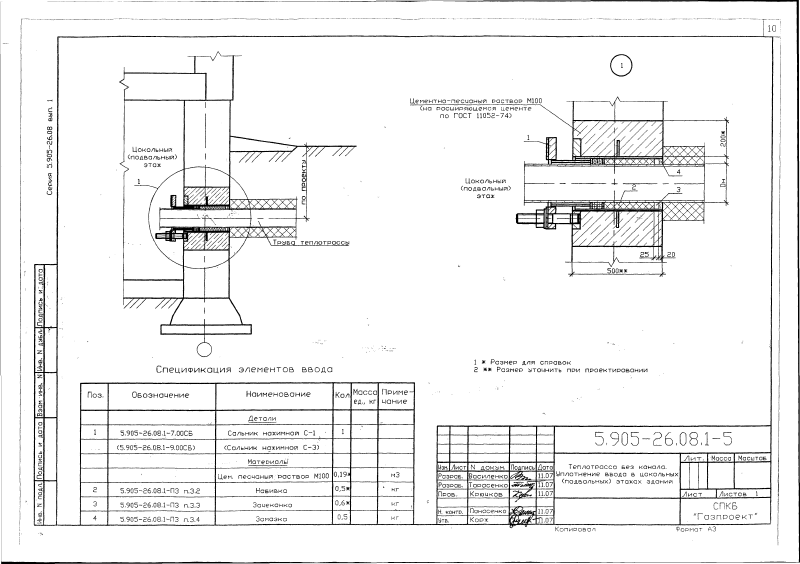 10
Серия 5.905-26.08 вып. 1
Цокольный
(подвальный)
этаж
1
по проекту
Труба теплотрассы
1
Цементно-песчаный раствор М100
(на расширяющемся цементе
по ГОСТ 11052-74)
1
Цокольный
(подвальный)
этаж
200*
4
Dн
2
3
25
20
500**
1 * Размер для справок
2 ** Размер уточнить при проектировании
Спецификация элементов ввода
Поз. Обозначение Наименование Кол Масса ед., кг Примечание
Детали
1 5.905-26.08.1-7.00СБ Сальник нажимной С-1 1
(5.905-26.08.1-9.00СБ) (Сальник нажимной С-3)
Материалы
Цем. песчаный раствор М100 0,19* м3
2 5.905-26.08.1-ПЗ п.3.2 Набивка 0,5* кг
3 5.905-26.08.1-ПЗ п.3.3 Зачеканка 0,6* кг
4 5.905-26.08.1-ПЗ п.3.4 Замазка 0,5 кг
5.905-26.08.1-5
Изм. Лист N докум. Подпись Дата
Разраб. Василенко 11.07
Разраб. Тарасенко 11.07
Пров. Крючков 11.07
Н. контр. Панасенко 11.07
Утв. Корж 11.07
Теплотрасса без канала.
Уплотнение ввода в цокольных
(подвальных) этажах зданий
Лит. Масса Масштаб
Лист Листов 1
СПКБ
"Газпроект"
Копировал Формат А3
Инв. N подл.
Подпись и дата
Взам. инв. N
Инв. N дубл.
Подпись и дата